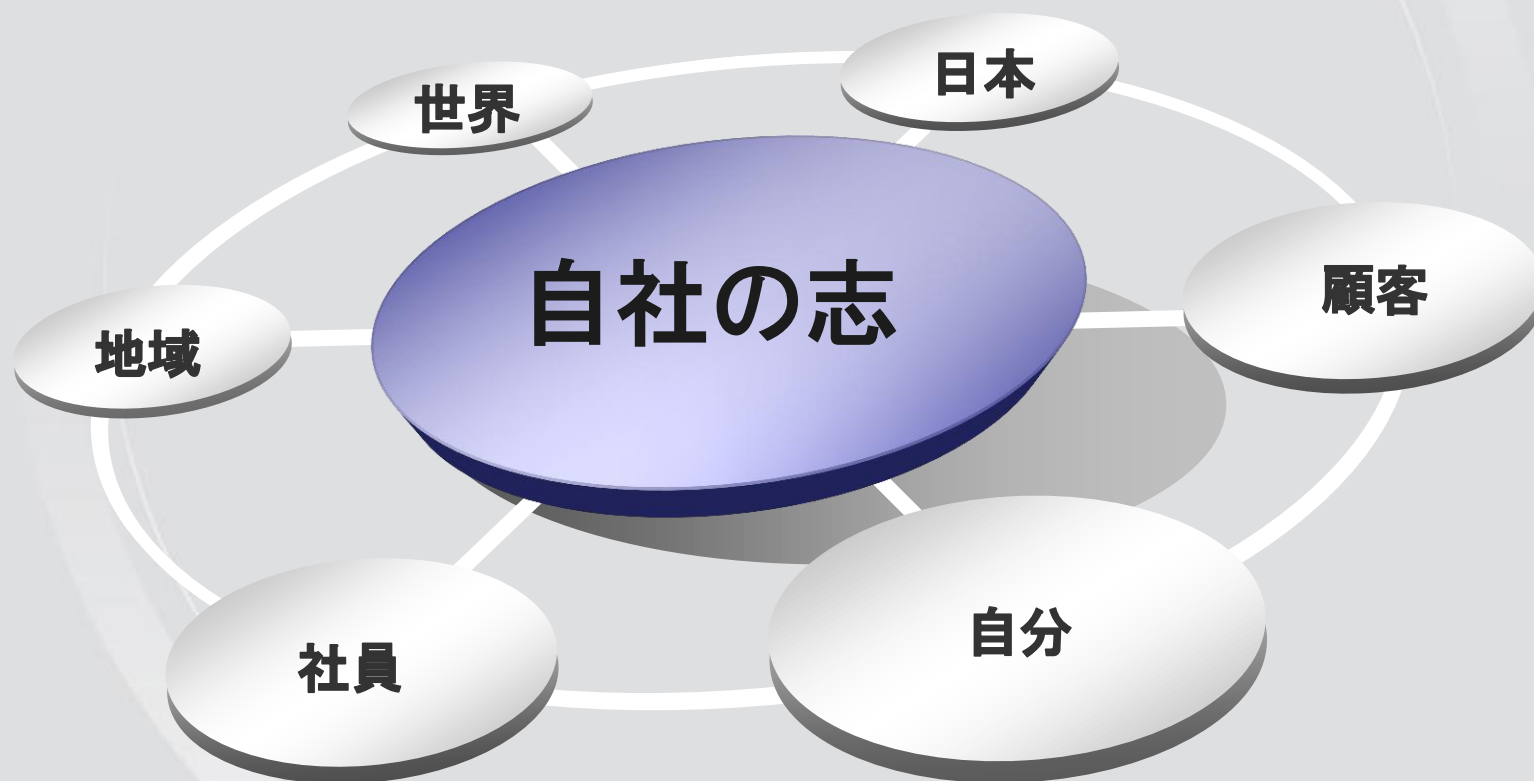 日本
世界
自社の志
顧客
地域
自分
社員